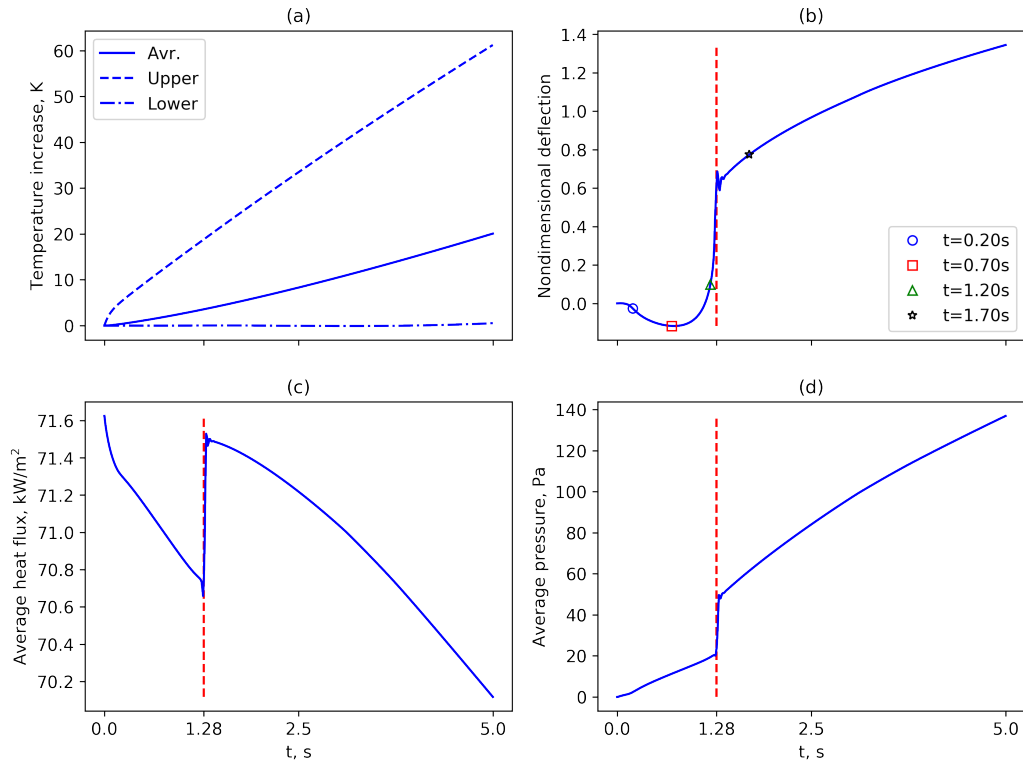 (a)
Temperature increase, K
60
50
40
30
20
10
0
Avr.
Upper
Lower
(b)
Nondimensional deflection
1.4
1.2
1.0
0.8
0.6
0.4
0.2
0.0
t=0.20s
t=0.70s
t=1.20s
t=1.70s
(c)
Average heat flux, kW/m²
71.6
71.4
71.2
71.0
70.8
70.6
70.4
70.2
0.0 1.28 2.5 5.0
t, s
(d)
Average pressure, Pa
140
120
100
80
60
40
20
0
0.0 1.28 2.5 5.0
t, s